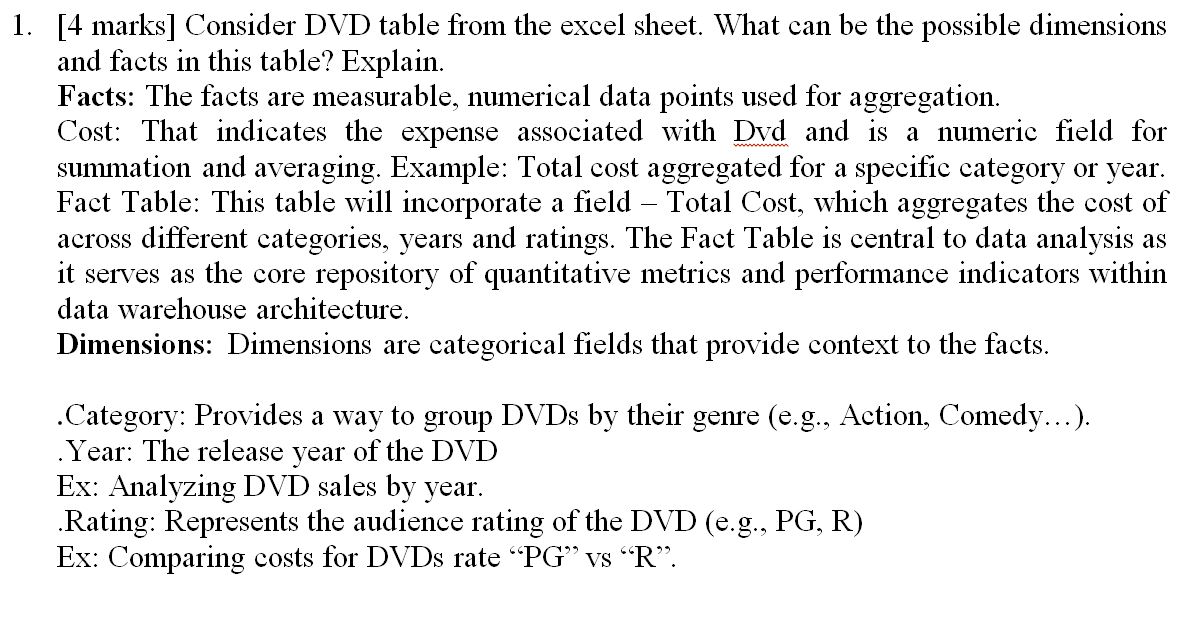 1. [4 marks] Consider DVD table from the excel sheet. What can be the possible dimensions
and facts in this table? Explain.
Facts: The facts are measurable, numerical data points used for aggregation.
Cost: That indicates the expense associated with Dvd and is a numeric field for
summation and averaging. Example: Total cost aggregated for a specific category or year.
Fact Table: This table will incorporate a field – Total Cost, which aggregates the cost of
across different categories, years and ratings. The Fact Table is central to data analysis as
it serves as the core repository of quantitative metrics and performance indicators within
data warehouse architecture.
Dimensions: Dimensions are categorical fields that provide context to the facts.
.Category: Provides a way to group DVDs by their genre (e.g., Action, Comedy…).
.Year: The release year of the DVD
Ex: Analyzing DVD sales by year.
.Rating: Represents the audience rating of the DVD (e.g., PG, R)
Ex: Comparing costs for DVDs rate “PG” vs “R”.